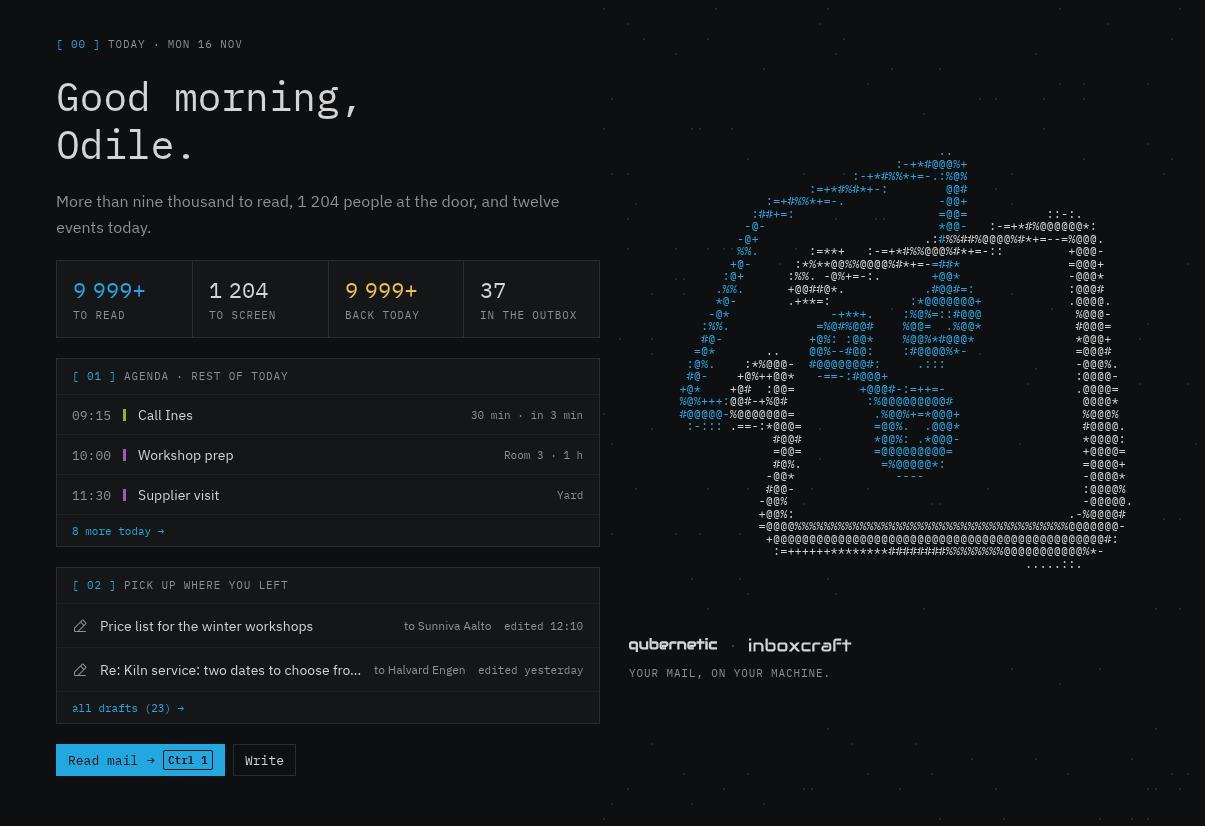 [ 00 ] TODAY · MON 16 NOV
Good morning,
Odile.
More than nine thousand to read, 1 204 people at the door, and twelve
events today.
9 999+ 1 204 9 999+ 37
TO READ TO SCREEN BACK TODAY IN THE OUTBOX
[ 01 ] AGENDA · REST OF TODAY
09:15 Call Ines 30 min · in 3 min
10:00 Workshop prep Room 3 · 1 h
11:30 Supplier visit Yard
8 more today →
[ 02 ] PICK UP WHERE YOU LEFT
Price list for the winter workshops to Sunniva Aalto edited 12:10
Re: Kiln service: two dates to choose fro… to Halvard Engen edited yesterday
all drafts (23) →
Read mail → Ctrl 1 Write
qubernetic · inboxcraft
YOUR MAIL, ON YOUR MACHINE.